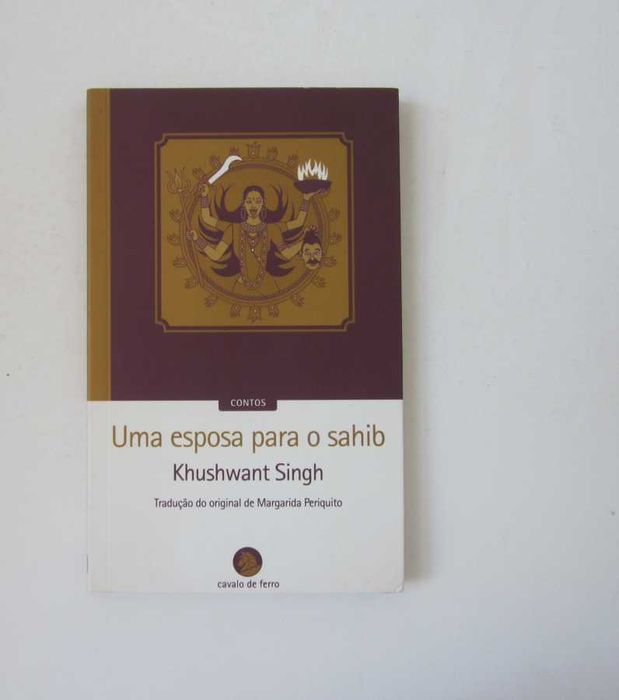 CONTOS
Uma esposa para o sahib
Khushwant Singh
Tradução do original de Margarida Periquito
cavalo de ferro